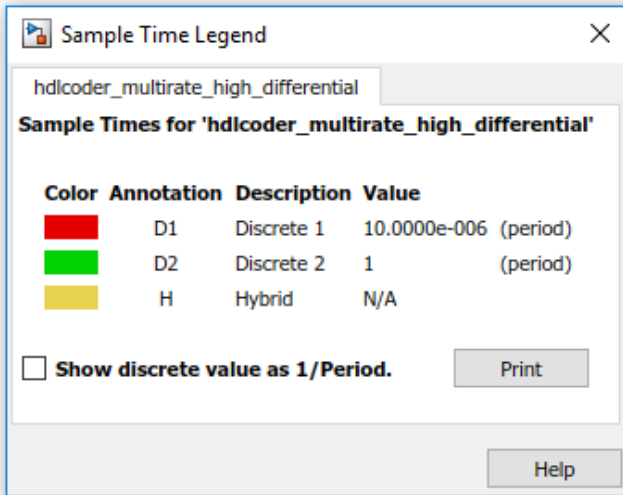 Sample Time Legend
hdlcoder_multirate_high_differential
Sample Times for 'hdlcoder_multirate_high_differential'
Color Annotation Description Value
D1 Discrete 1 10.0000e-006 (period)
D2 Discrete 2 1 (period)
H Hybrid N/A
Show discrete value as 1/Period.
Print
Help